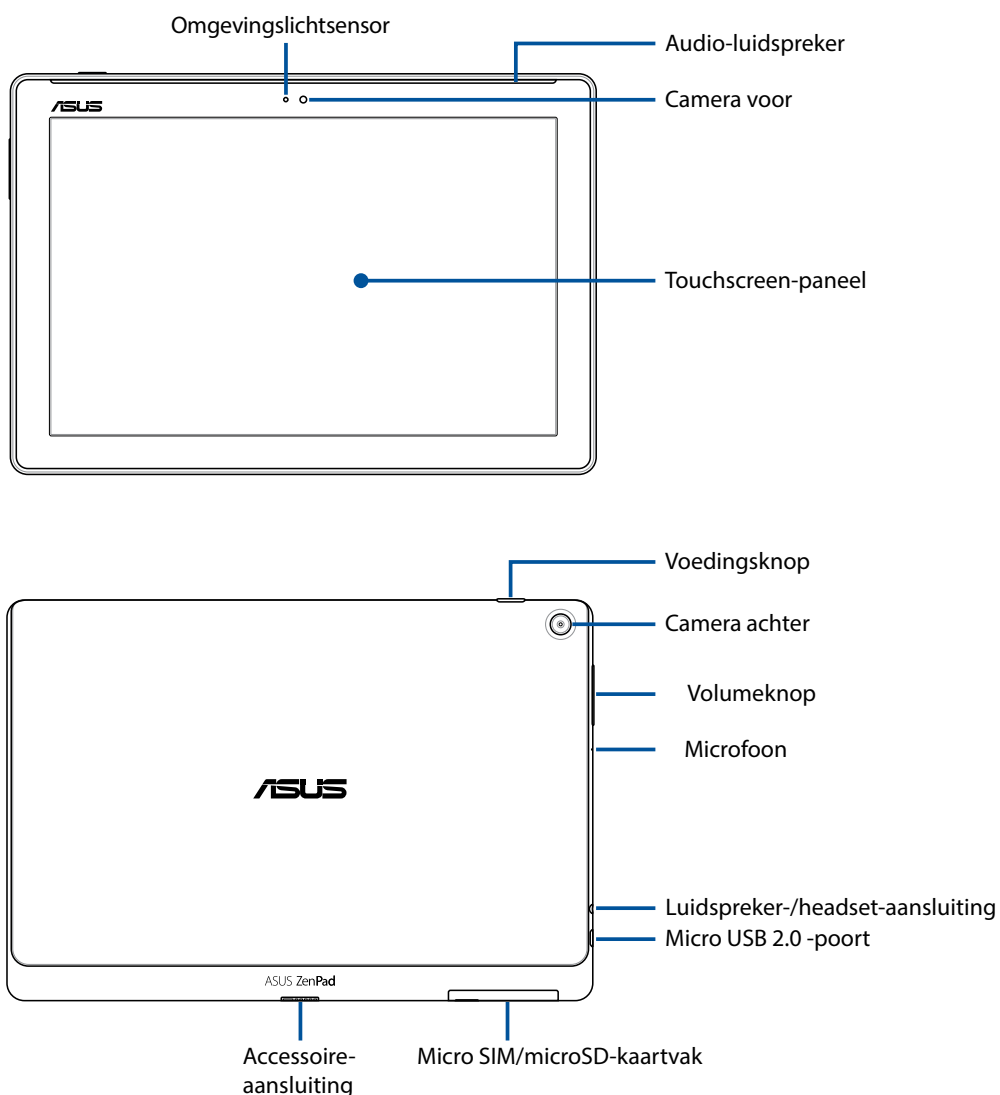 Omgevingslichtsensor
Audio-luidspreker
Camera voor
ASUS
Touchscreen-paneel
Voedingsknop
Camera achter
Volumeknop
Microfoon
ASUS
Luidspreker-/headset-aansluiting
Micro USB 2.0 -poort
ASUS ZenPad
Accessoire-
aansluiting
Micro SIM/microSD-kaartvak